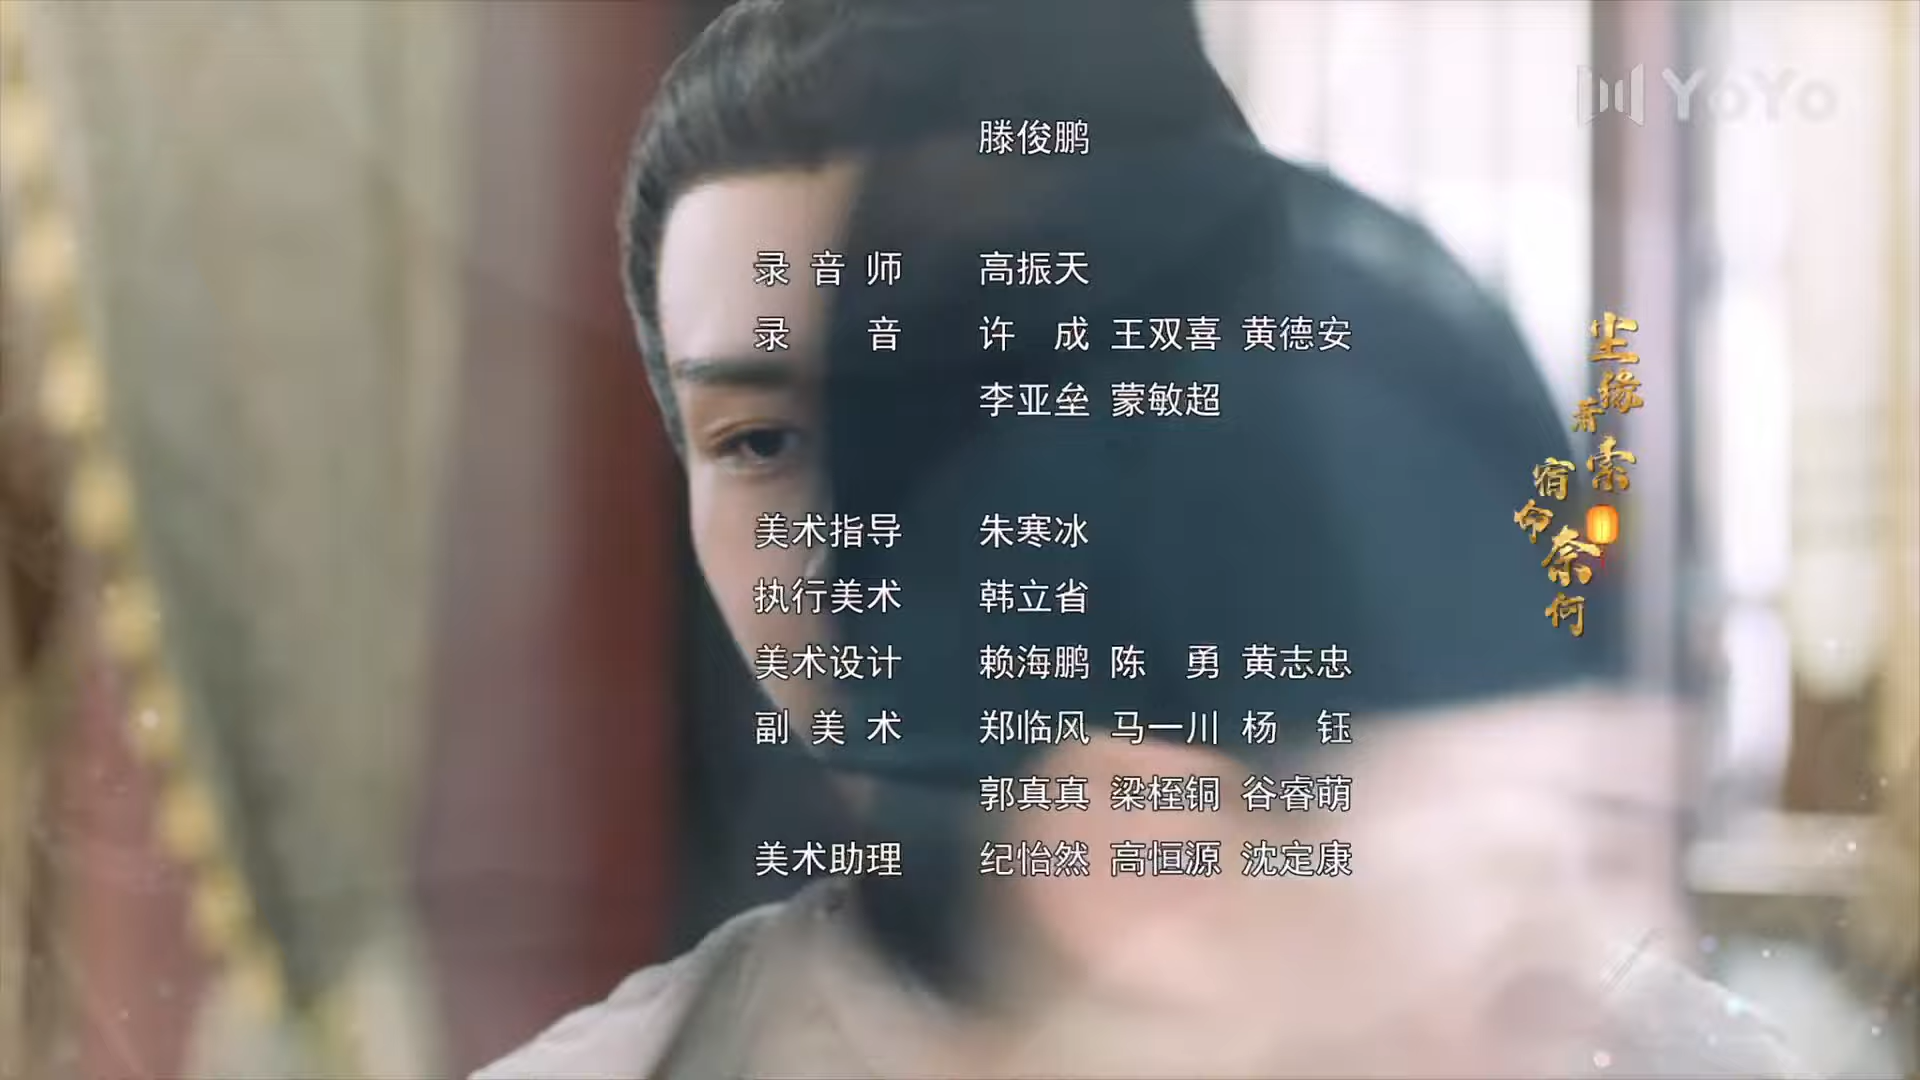 YoYo
滕俊鹏
录音师 高振天
录音 许成 王双喜 黄德安
李亚垒 蒙敏超
美术指导 朱寒冰
执行美术 韩立省
美术设计 赖海鹏 陈勇 黄志忠
副美术 郑临风 马一川 杨钰
郭真真 梁桎铜 谷睿萌
美术助理 纪怡然 高恒源 沈定康
尘缘萧索
宿命奈何